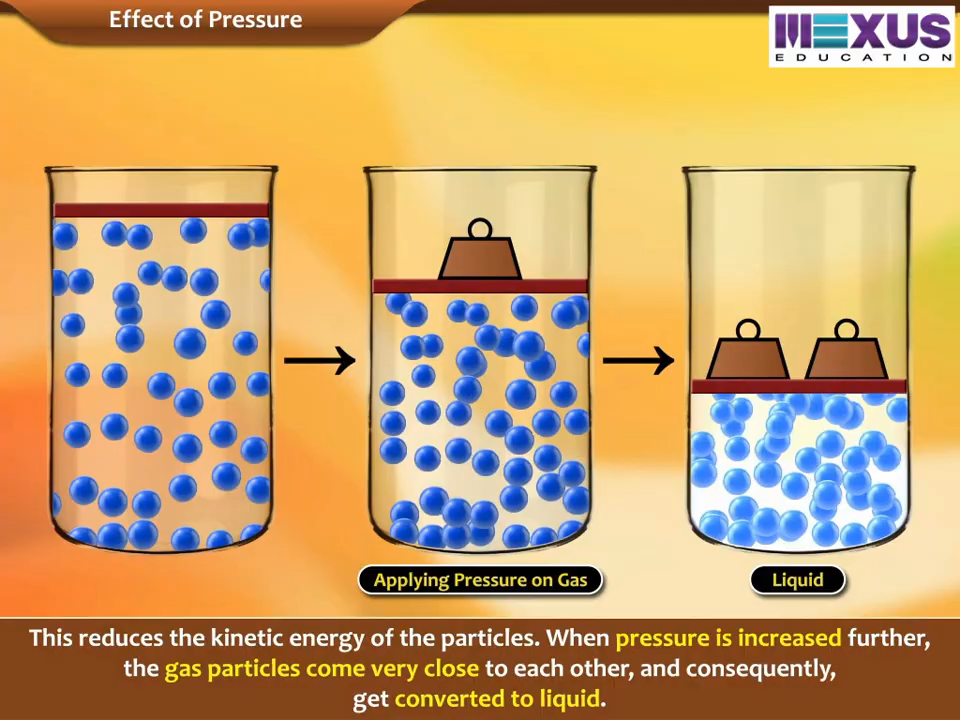 Effect of Pressure
MEXUS
EDUCATION
Applying Pressure on Gas
Liquid
This reduces the kinetic energy of the particles. When pressure is increased further,
the gas particles come very close to each other, and consequently,
get converted to liquid.